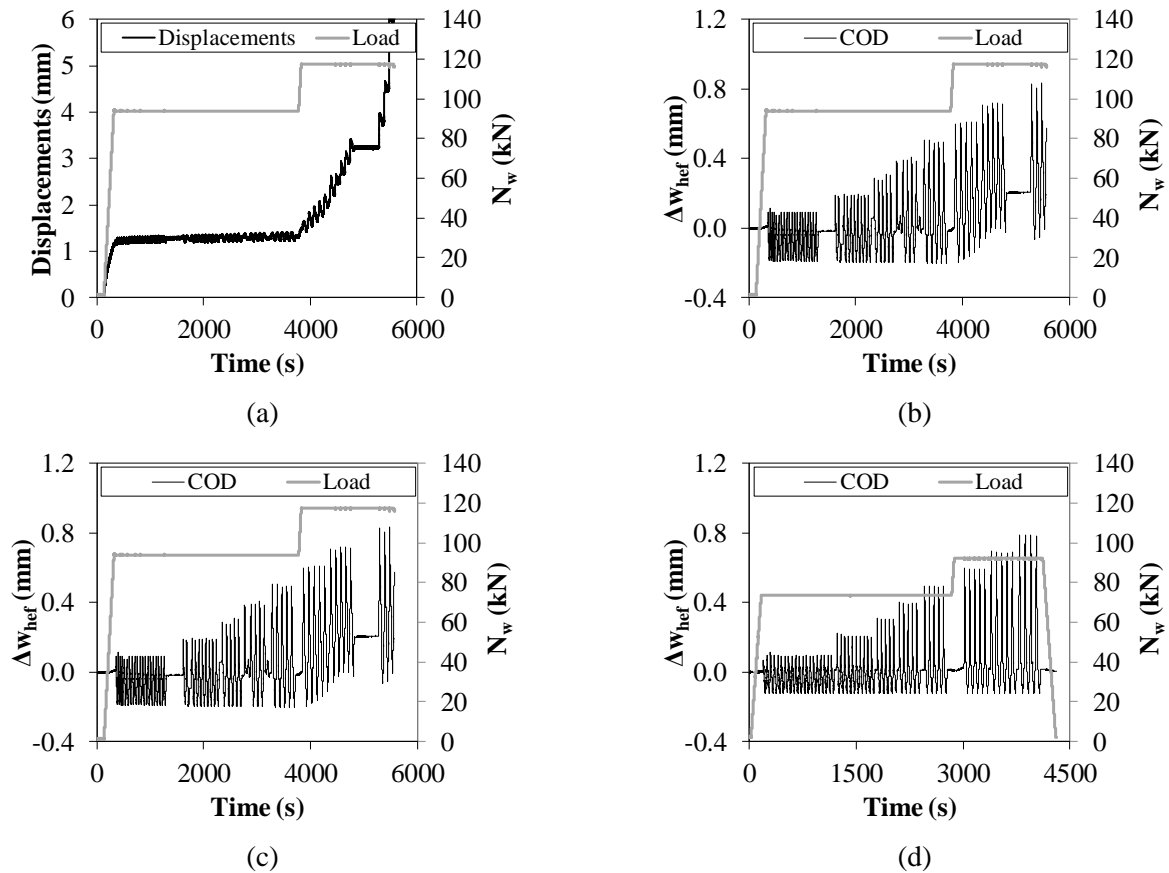 Displacements Load
6
5
4
3
2
1
0
Displacements (mm)
140
120
100
80
60
40
20
0
N_w (kN)
0 2000 4000 6000
Time (s)
(a)
COD Load
1.2
0.8
0.4
0.0
-0.4
Δw_hef (mm)
140
120
100
80
60
40
20
0
N_w (kN)
0 2000 4000 6000
Time (s)
(b)
COD Load
1.2
0.8
0.4
0.0
-0.4
Δw_hef (mm)
140
120
100
80
60
40
20
0
N_w (kN)
0 2000 4000 6000
Time (s)
(c)
COD Load
1.2
0.8
0.4
0.0
-0.4
Δw_hef (mm)
140
120
100
80
60
40
20
0
N_w (kN)
0 1500 3000 4500
Time (s)
(d)